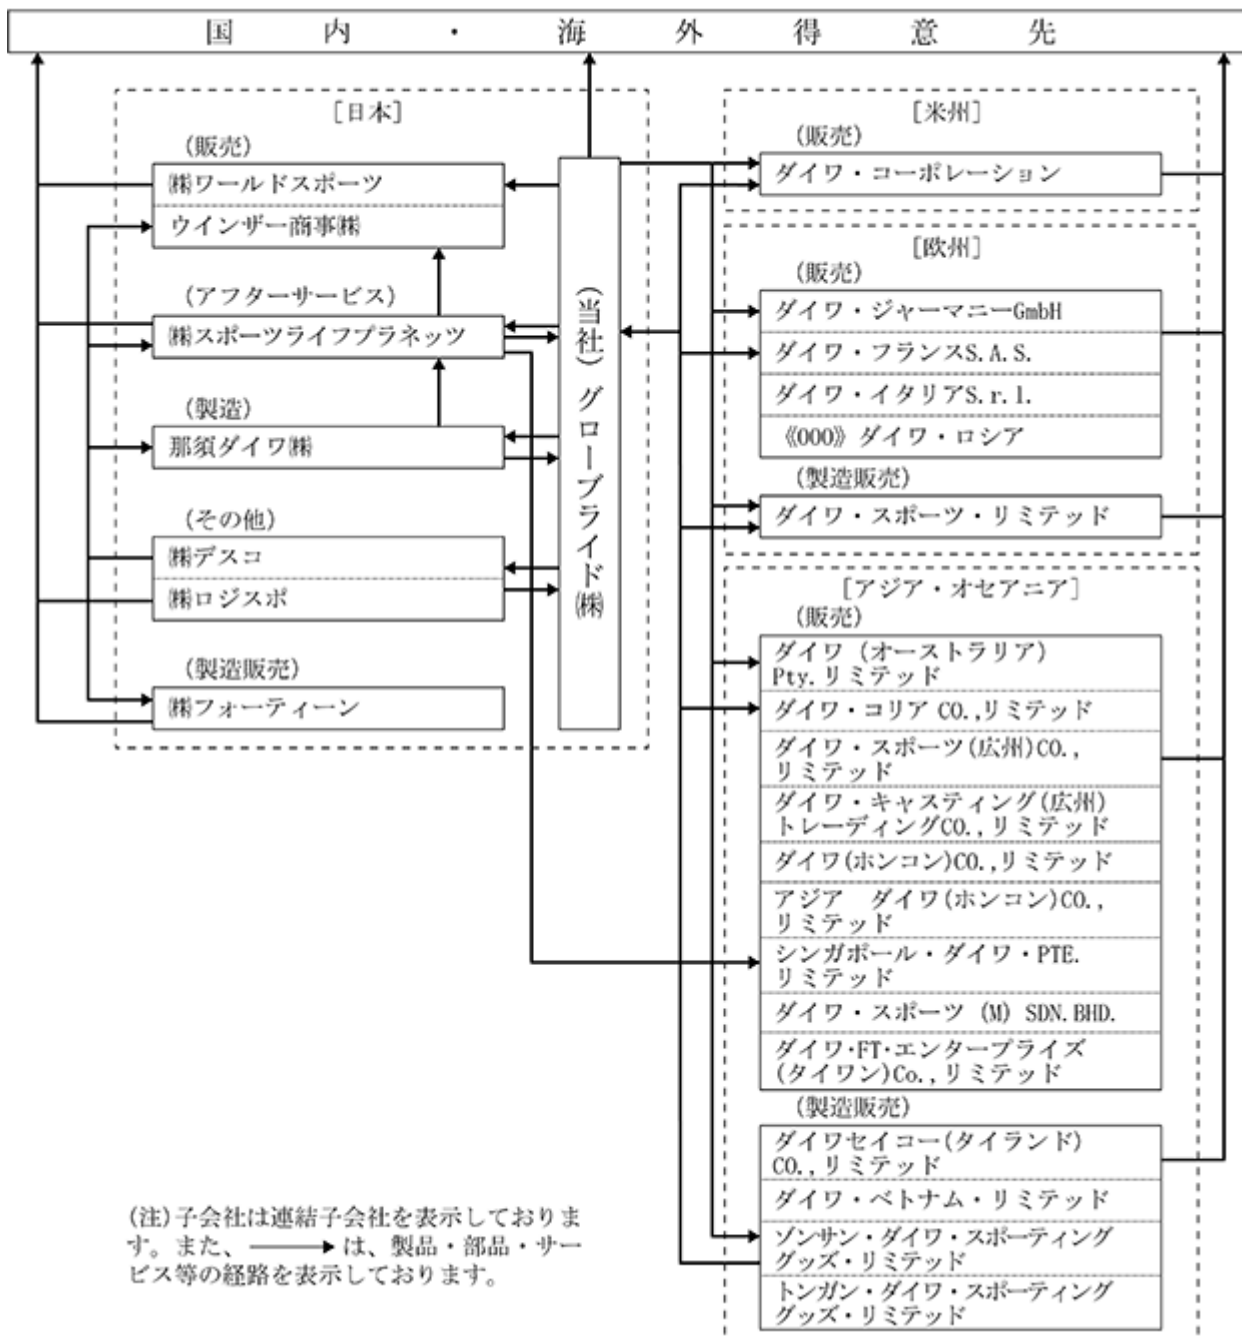 国内・海外得意先
[日本]
(販売)
㈱ワールドスポーツ
ウインザー商事㈱
(アフターサービス)
㈱スポーツライフプラネッツ
(製造)
那須ダイワ㈱
(その他)
㈱デスコ
㈱ロジスポ
(製造販売)
㈱フォーティーン
(当社)グローブライド㈱
[米州]
(販売)
ダイワ・コーポレーション
[欧州]
(販売)
ダイワ・ジャーマニーGmbH
ダイワ・フランスS.A.S.
ダイワ・イタリアS.r.l.
《OOO》ダイワ・ロシア
(製造販売)
ダイワ・スポーツ・リミテッド
[アジア・オセアニア]
(販売)
ダイワ (オーストラリア)
Pty.リミテッド
ダイワ・コリア CO.,リミテッド
ダイワ・スポーツ(広州)CO.,
リミテッド
ダイワ・キャスティング(広州)
トレーディングCO.,リミテッド
ダイワ(ホンコン)CO.,リミテッド
アジア ダイワ(ホンコン)CO.,
リミテッド
シンガポール・ダイワ・PTE.
リミテッド
ダイワ・スポーツ (M) SDN.BHD.
ダイワ・FT・エンタープライズ
(タイワン)Co.,リミテッド
(製造販売)
ダイワセイコー(タイランド)
CO.,リミテッド
ダイワ・ベトナム・リミテッド
ゾンサン・ダイワ・スポーティング
グッズ・リミテッド
トンガン・ダイワ・スポーティング
グッズ・リミテッド
(注)子会社は連結子会社を表示しておりま
す。また、 は、製品・部品・サー
ビス等の経路を表示しております。